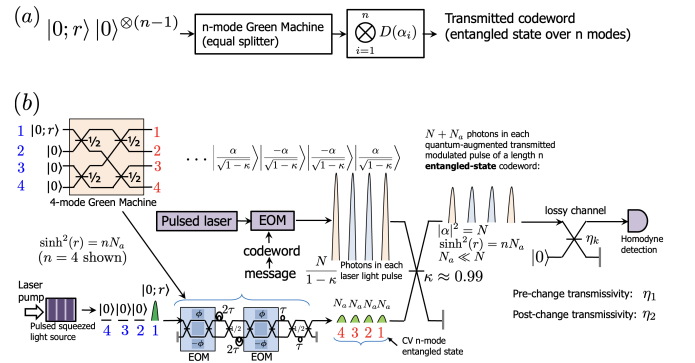 (a) |0; r⟩ |0⟩^⊗(n−1)
n-mode Green Machine
(equal splitter)
n
⊗ D(α_i)
i=1
Transmitted codeword
(entangled state over n modes)
(b)
1 |0; r⟩ 1/2 1/2 1
2 |0⟩ 2
3 |0⟩ 3
4 |0⟩ 1/2 1/2 4
4-mode Green Machine
· · · |α/√(1 − κ)⟩ |−α/√(1 − κ)⟩ |−α/√(1 − κ)⟩ |α/√(1 − κ)⟩
N + N_a photons in each
quantum-augmented transmitted
modulated pulse of a length n
entangled-state codeword:
Pulsed laser
EOM
codeword
message
N/(1 − κ)
Photons in each
laser light pulse
κ ≈ 0.99
|α|² = N
sinh²(r) = nN_a
N_a ≪ N
lossy channel
|0⟩
η_k
Homodyne
detection
sinh²(r) = nN_a
(n = 4 shown)
Pre-change transmissivity: η_1
Post-change transmissivity: η_2
Laser
pump
Pulsed squeezed
light source
|0⟩|0⟩|0⟩ |0; r⟩
4 3 2 1
ϕ
−ϕ
EOM
2τ
2τ
1/2
ϕ
−ϕ
EOM
τ
τ
1/2
N_a N_a N_a N_a
4 3 2 1
CV n-mode
entangled state